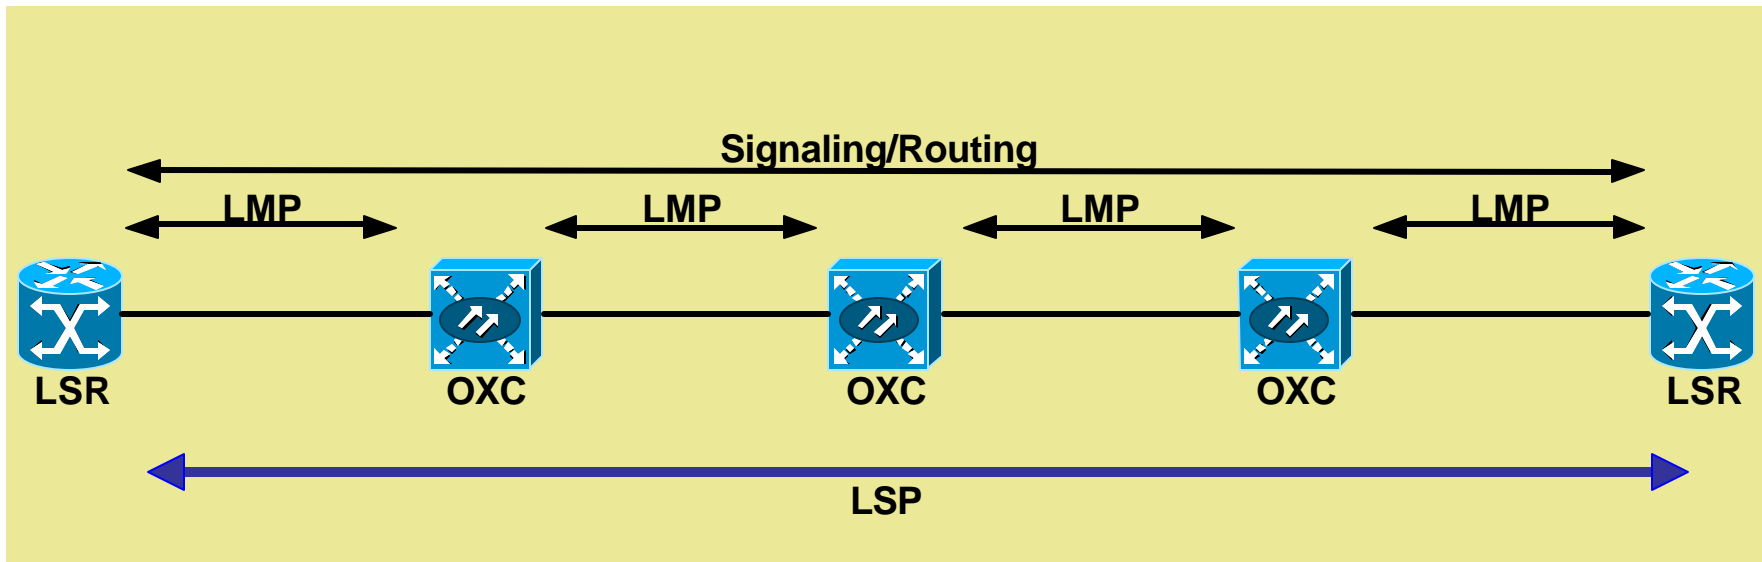 Signaling/Routing
LMP LMP LMP LMP
LSR OXC OXC OXC LSR
LSP